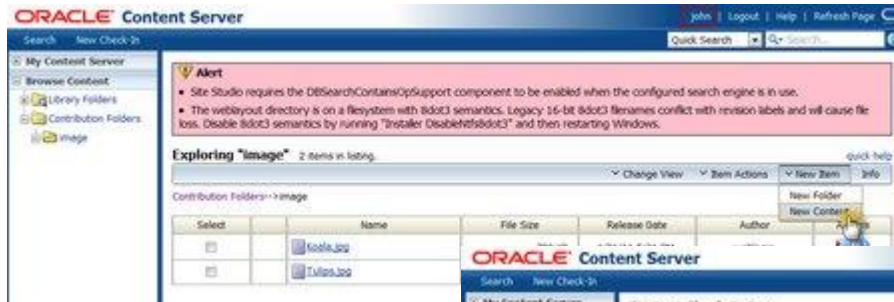 ORACLE Content Server
john | Logout | Help | Refresh Page
Search New Check-In
Quick Search Search...
My Content Server
Browse Content
Library Folders
Contribution Folders
image
Alert
• Site Studio requires the DBSearchContainsOpSupport component to be enabled when the configured search engine is in use.
• The weblayout directory is on a filesystem with 8dot3 semantics. Legacy 16-bit 8dot3 filenames conflict with revision labels and will cause file
loss. Disable 8dot3 semantics by running "Installer DisableNtfs8dot3" and then restarting Windows.
Exploring "image" 2 items in listing.
quick help
Change View Item Actions New Item Info
New Folder
New Content
Contribution Folders-->image
Select Name File Size Release Date Author
Koala.jpg
Tulips.jpg
ORACLE Content Server
Search New Check-In